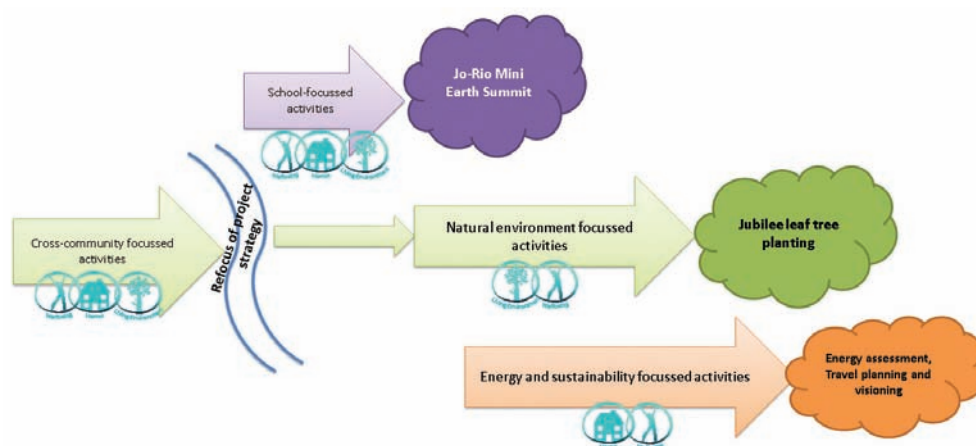 Jo-Rio Mini
Earth Summit
School-focussed
activities
Refocus of project
strategy
Cross-community focussed
activities
Natural environment focussed
activities
Jubilee leaf tree
planting
Energy and sustainability focussed activities
Energy assessment,
Travel planning and
visioning